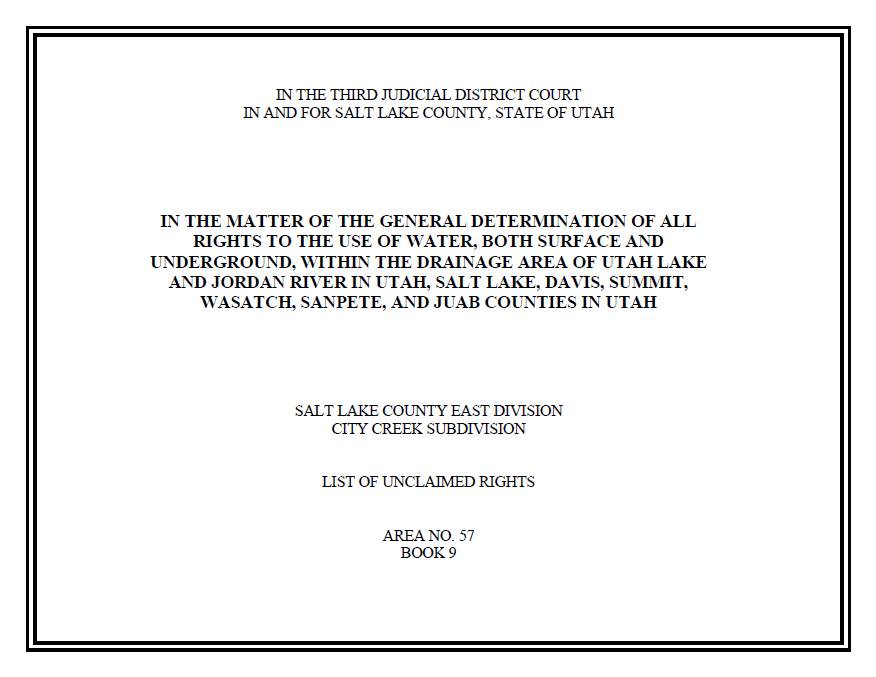 IN THE THIRD JUDICIAL DISTRICT COURT
IN AND FOR SALT LAKE COUNTY, STATE OF UTAH
IN THE MATTER OF THE GENERAL DETERMINATION OF ALL
RIGHTS TO THE USE OF WATER, BOTH SURFACE AND
UNDERGROUND, WITHIN THE DRAINAGE AREA OF UTAH LAKE
AND JORDAN RIVER IN UTAH, SALT LAKE, DAVIS, SUMMIT,
WASATCH, SANPETE, AND JUAB COUNTIES IN UTAH
SALT LAKE COUNTY EAST DIVISION
CITY CREEK SUBDIVISION
LIST OF UNCLAIMED RIGHTS
AREA NO. 57
BOOK 9